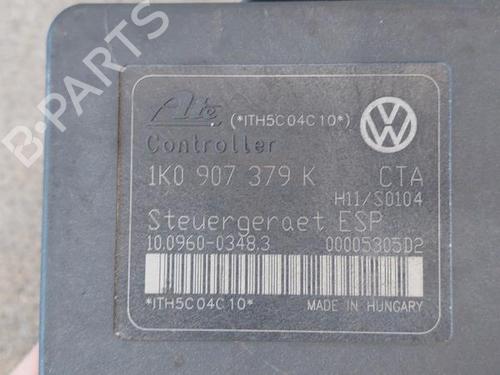 B-PARTS
Ate (*ITH5C04C10*)
Controller
1K0 907 379 K CTA
H11/S0104
Steuergeraet ESP
10.0960-0348.3 00005305D2
*ITH5C04C10* MADE IN HUNGARY